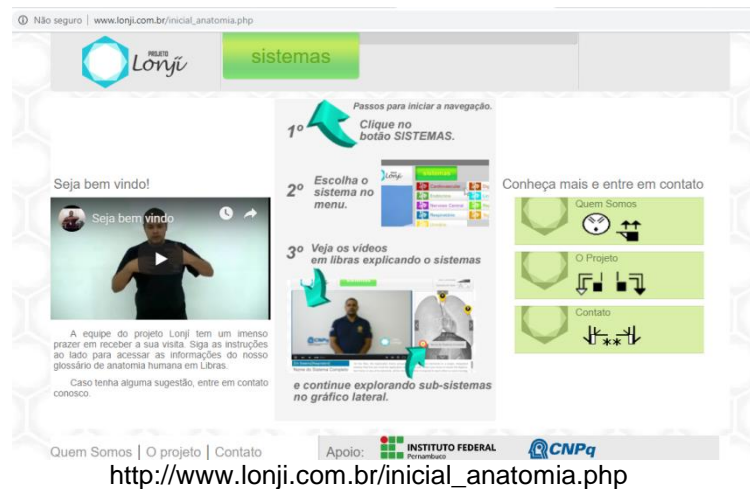 Não seguro | www.lonji.com.br/inicial_anatomia.php
PROJETO
Lonjí
sistemas
Passos para iniciar a navegação.
1º Clique no
botão SISTEMAS.
2º Escolha o
sistema no
menu.
sistemas
3º Veja os vídeos
em libras explicando o sistemas
e continue explorando sub-sistemas
no gráfico lateral.
Seja bem vindo!
Seja bem vindo
A equipe do projeto Lonjí tem um imenso
prazer em receber a sua visita. Siga as instruções
ao lado para acessar as informações do nosso
glossário de anatomia humana em Libras.
Caso tenha alguma sugestão, entre em contato
conosco.
Conheça mais e entre em contato
Quem Somos
O Projeto
Contato
Quem Somos | O projeto | Contato
Apoio:
INSTITUTO FEDERAL
Pernambuco
CNPq
http://www.lonji.com.br/inicial_anatomia.php